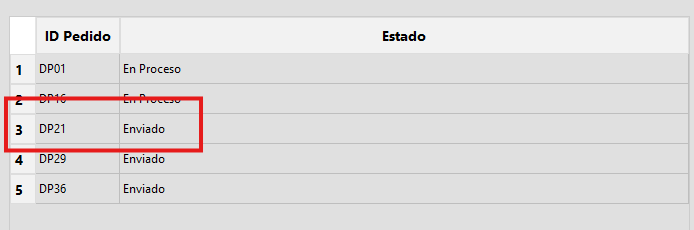 ID Pedido Estado
1 DP01 En Proceso
2 DP16 En Proceso
3 DP21 Enviado
4 DP29 Enviado
5 DP36 Enviado